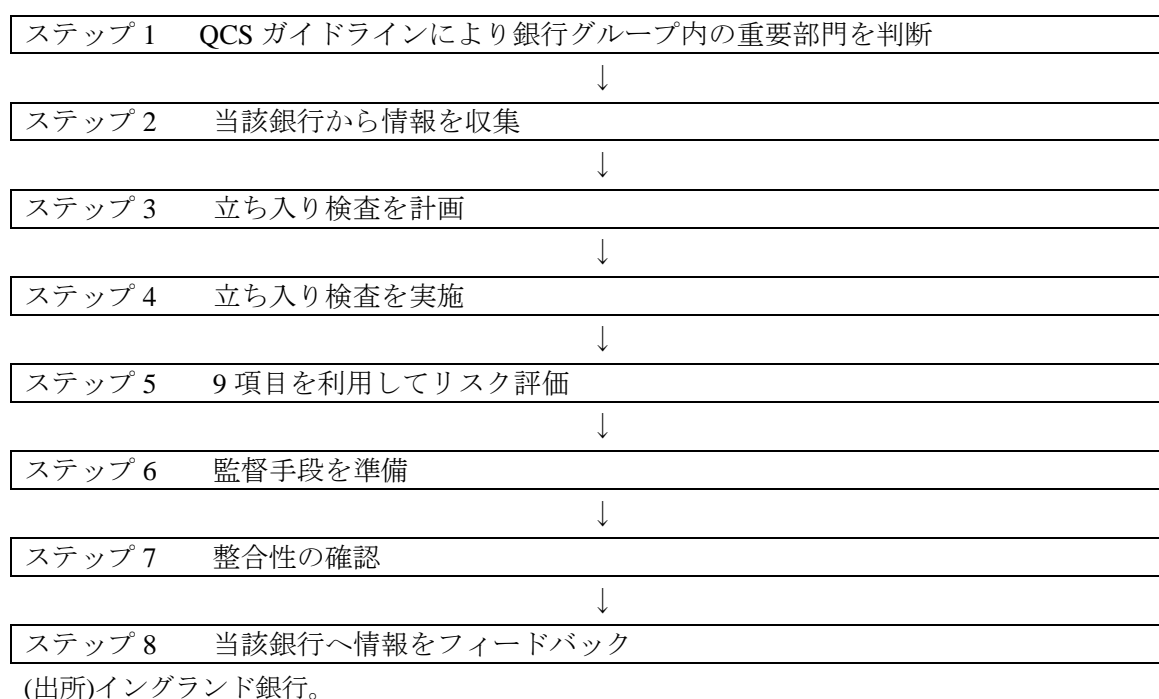 ステップ 1 QCS ガイドラインにより銀行グループ内の重要部門を判断
↓
ステップ 2 当該銀行から情報を収集
↓
ステップ 3 立ち入り検査を計画
↓
ステップ 4 立ち入り検査を実施
↓
ステップ 5 9 項目を利用してリスク評価
↓
ステップ 6 監督手段を準備
↓
ステップ 7 整合性の確認
↓
ステップ 8 当該銀行へ情報をフィードバック
(出所)イングランド銀行。